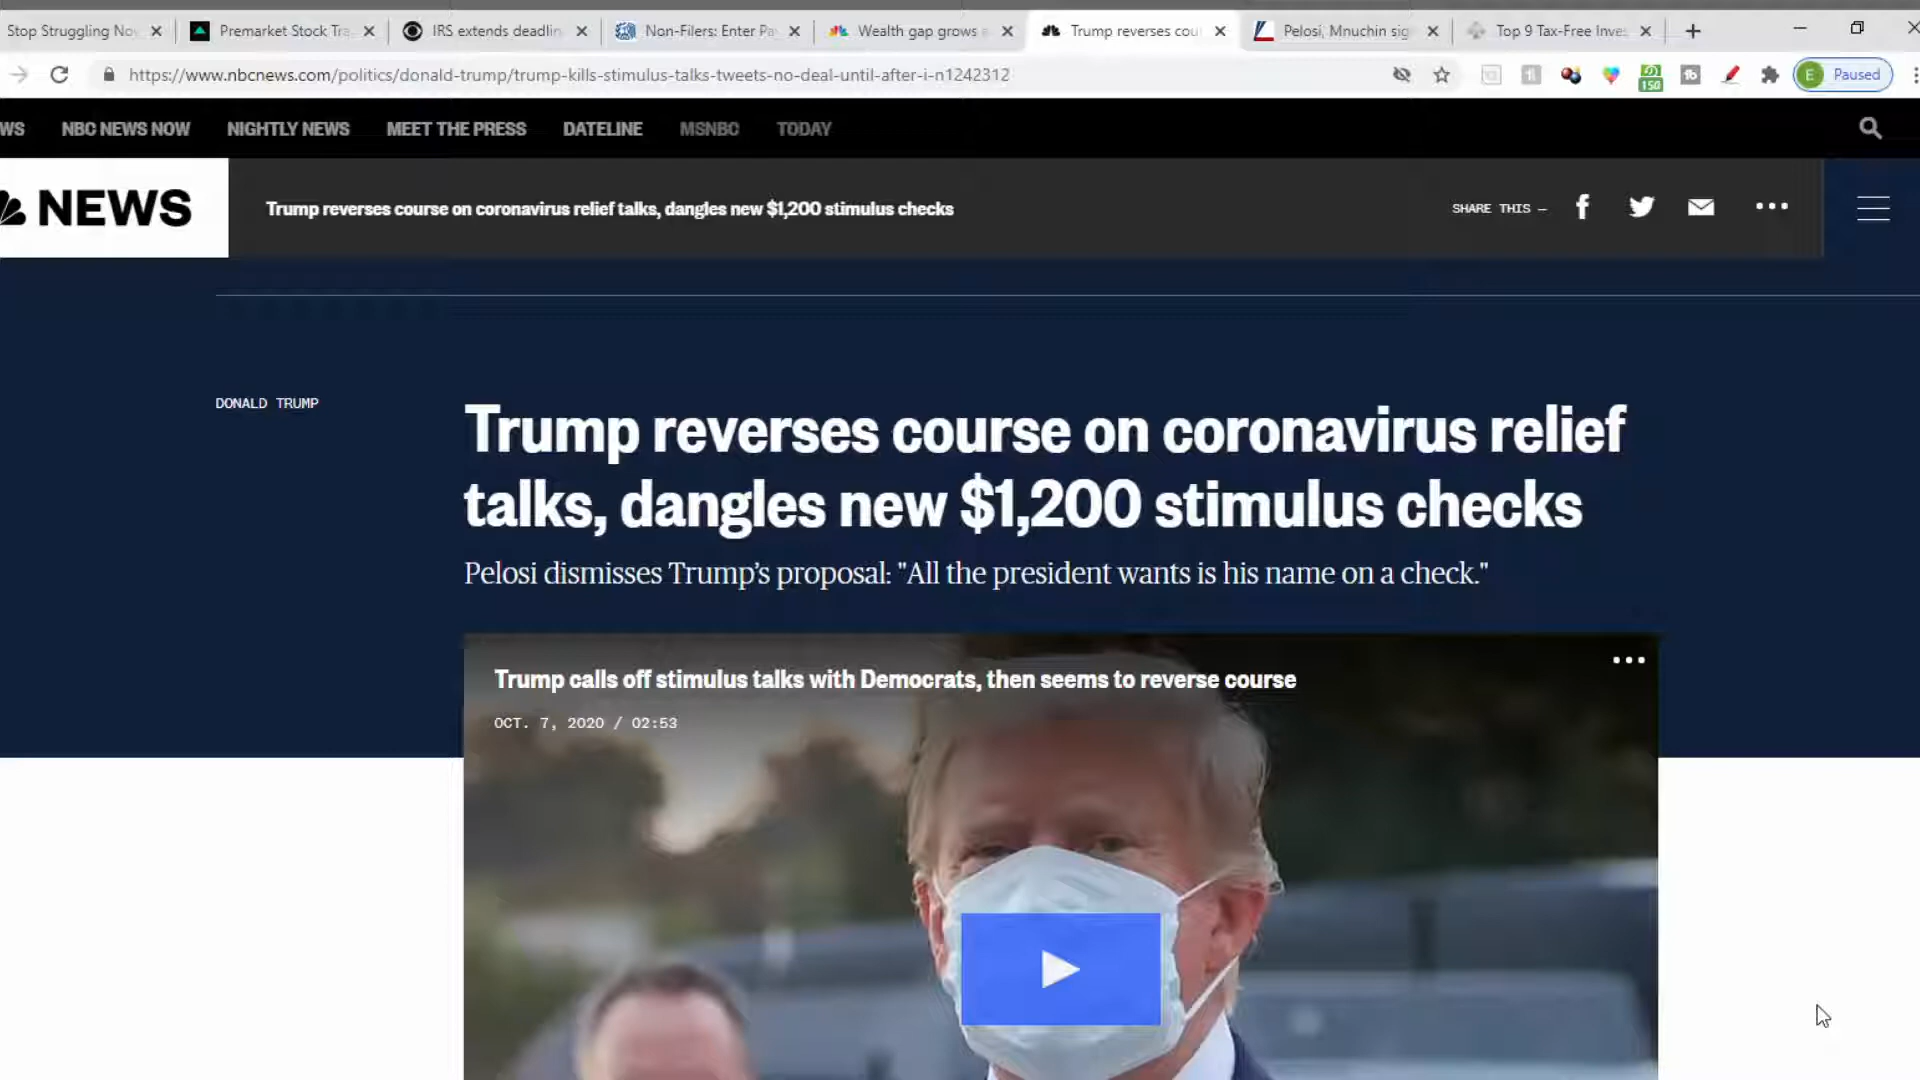 Stop Struggling No
Premarket Stock Tra
IRS extends deadlin
Non-Filers: Enter Pa
Wealth gap grows a
Trump reverses cou
Pelosi, Mnuchin sig
Top 9 Tax-Free Inve
https://www.nbcnews.com/politics/donald-trump/trump-kills-stimulus-talks-tweets-no-deal-until-after-i-n1242312
150
E Paused
WS NBC NEWS NOW NIGHTLY NEWS MEET THE PRESS DATELINE MSNBC TODAY
NEWS
Trump reverses course on coronavirus relief talks, dangles new $1,200 stimulus checks
SHARE THIS —
DONALD TRUMP
Trump reverses course on coronavirus relief
talks, dangles new $1,200 stimulus checks
Pelosi dismisses Trump's proposal: "All the president wants is his name on a check."
Trump calls off stimulus talks with Democrats, then seems to reverse course
OCT. 7, 2020 / 02:53